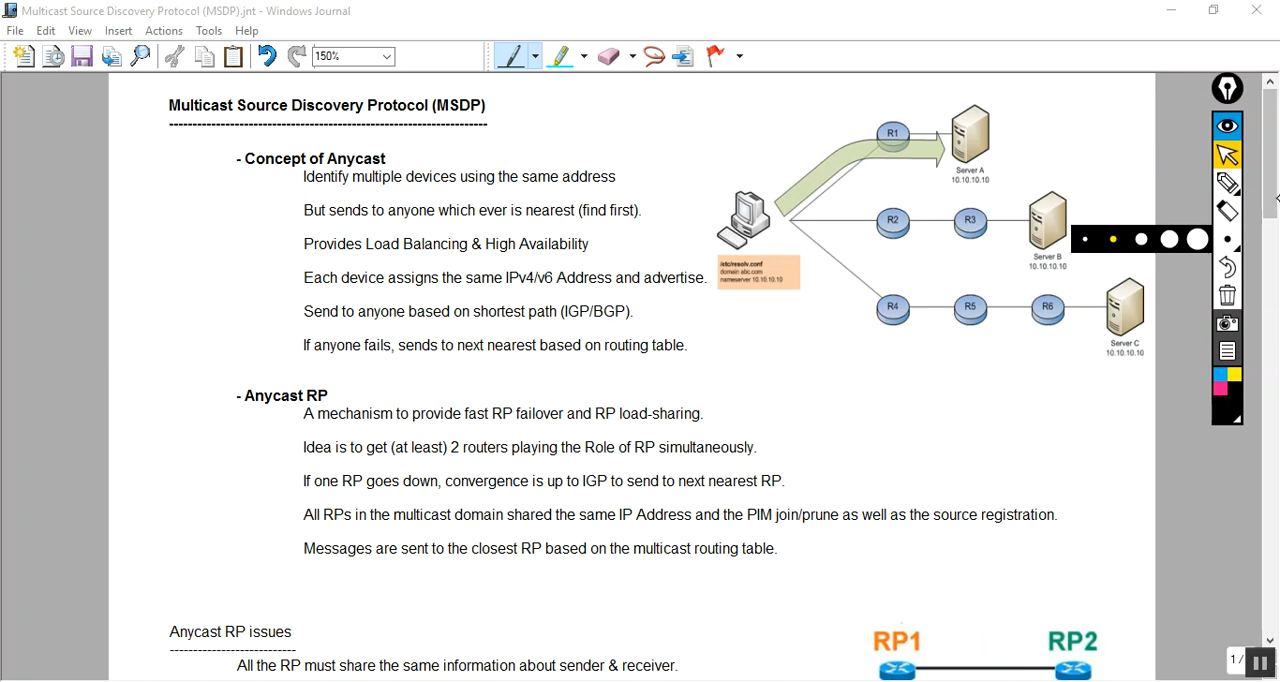 Multicast Source Discovery Protocol (MSDP).jnt - Windows Journal
File Edit View Insert Actions Tools Help
150%
Multicast Source Discovery Protocol (MSDP)
- Concept of Anycast
Identify multiple devices using the same address
But sends to anyone which ever is nearest (find first).
Provides Load Balancing & High Availability
Each device assigns the same IPv4/v6 Address and advertise.
Send to anyone based on shortest path (IGP/BGP).
If anyone fails, sends to next nearest based on routing table.
R1
Server A
10.10.10.10
R2
R3
Server B
10.10.10.10
/etc/resolv.conf
domain abc.com
nameserver 10.10.10.10
R4
R5
R6
Server C
10.10.10.10
- Anycast RP
A mechanism to provide fast RP failover and RP load-sharing.
Idea is to get (at least) 2 routers playing the Role of RP simultaneously.
If one RP goes down, convergence is up to IGP to send to next nearest RP.
All RPs in the multicast domain shared the same IP Address and the PIM join/prune as well as the source registration.
Messages are sent to the closest RP based on the multicast routing table.
Anycast RP issues
All the RP must share the same information about sender & receiver.
RP1
RP2
1/